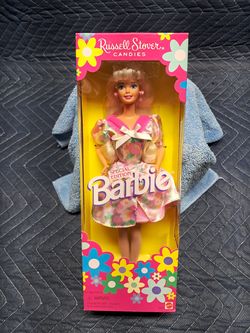 Russell Stover
CANDIES
SPECIAL EDITION
Barbie